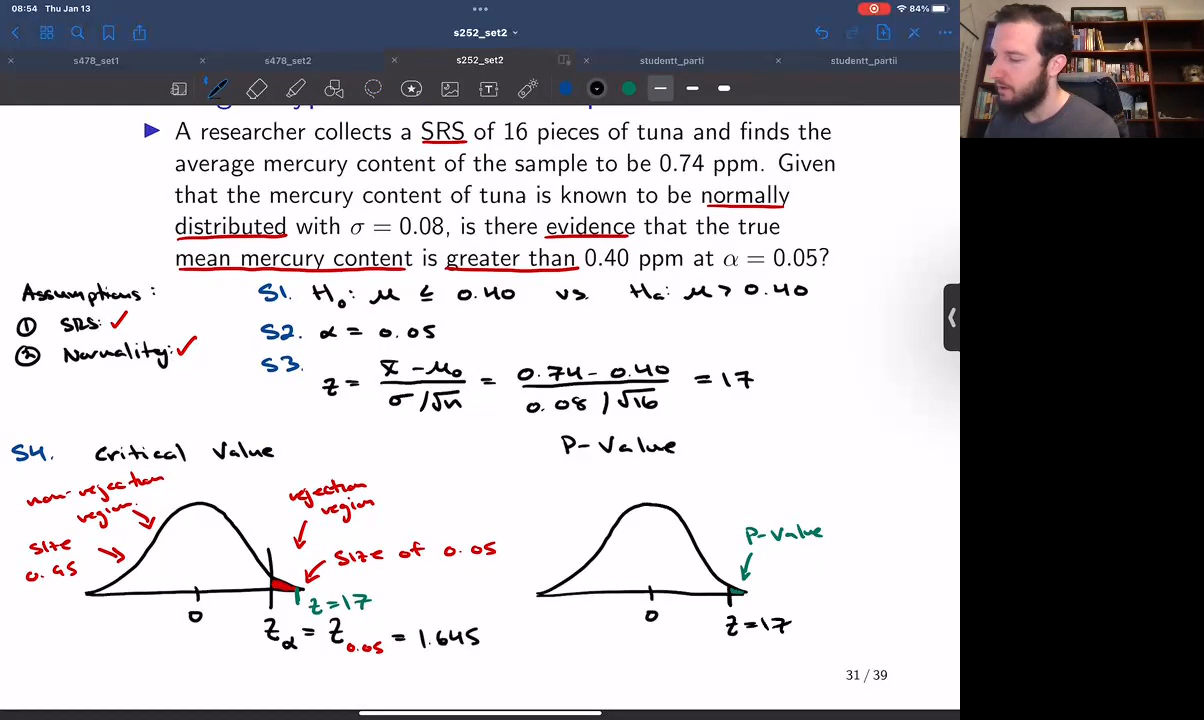 08:54 Thu Jan 13
84%
s252_set2
s478_set1
s478_set2
s252_set2
studentt_parti
studentt_partii
A researcher collects a SRS of 16 pieces of tuna and finds the
average mercury content of the sample to be 0.74 ppm. Given
that the mercury content of tuna is known to be normally
distributed with σ = 0.08, is there evidence that the true
mean mercury content is greater than 0.40 ppm at α = 0.05?
Assumptions:
① SRS: ✓
② Normality: ✓
S1. H₀: μ ≤ 0.40 vs. Hₐ: μ > 0.40
S2. α = 0.05
S3.
z = (x̄ - μ₀)/(σ/√n) = (0.74 - 0.40)/(0.08/√16) = 17
S4. Critical Value
P-Value
non-rejection
region.
rejection
region
size
0.95
size of 0.05
P-Value
z=17
0
0
z=17
Zα = Z0.05 = 1.645
31 / 39